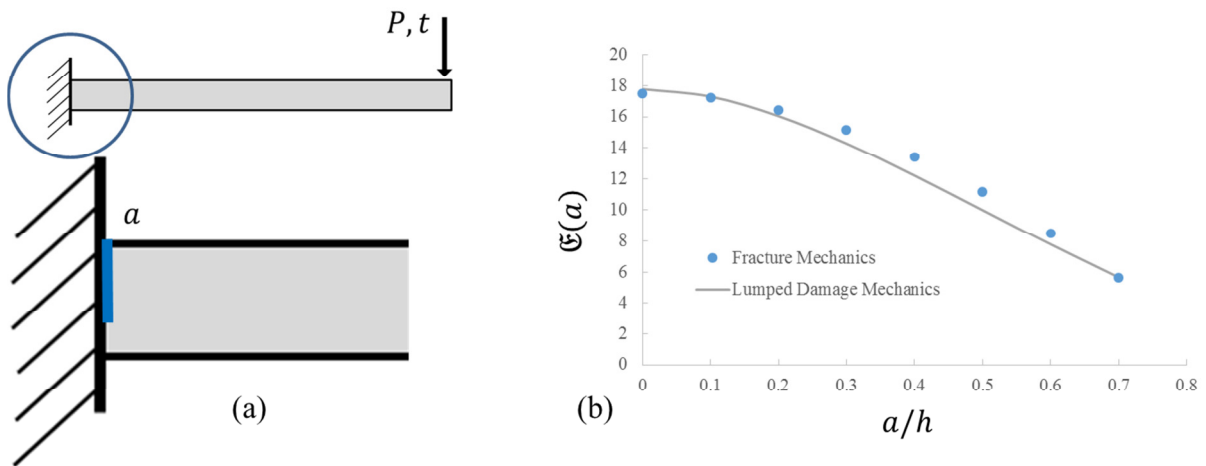 P, t
a
(a)
(b)
𝔈(a)
20
18
16
14
12
10
8
6
4
2
0
Fracture Mechanics
Lumped Damage Mechanics
0 0.1 0.2 0.3 0.4 0.5 0.6 0.7 0.8
a/h